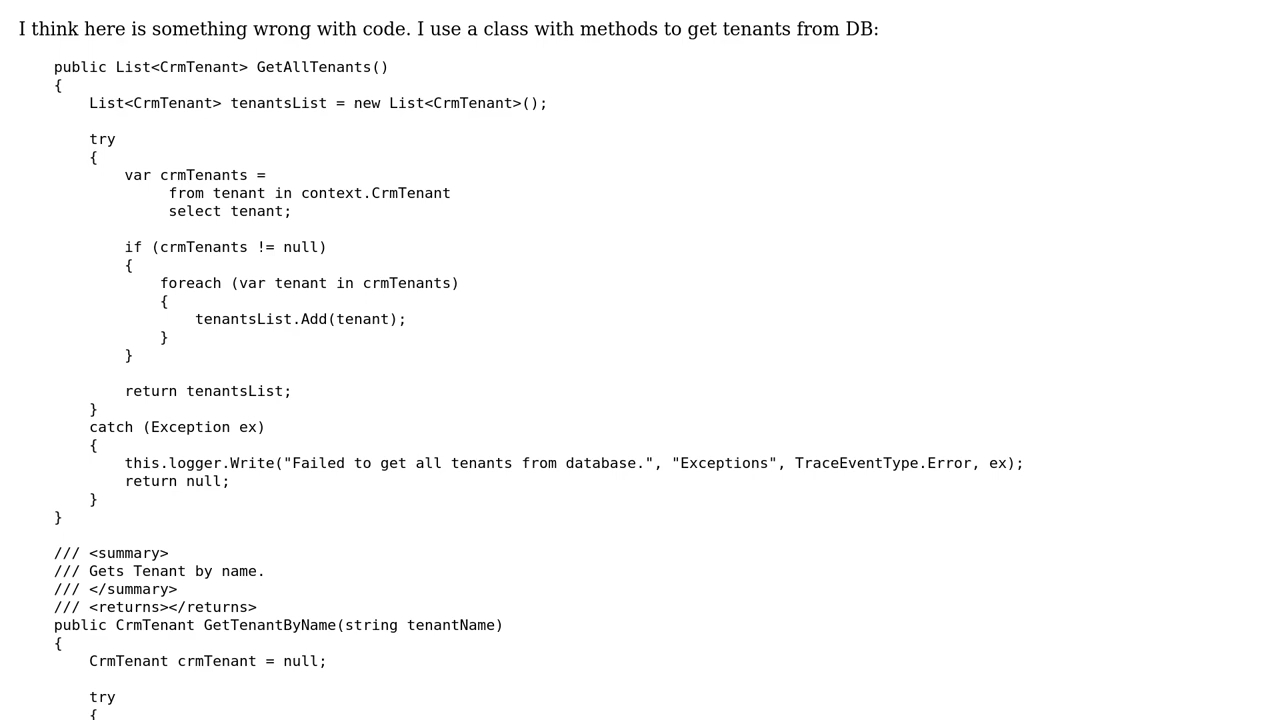 I think here is something wrong with code. I use a class with methods to get tenants from DB:
public List<CrmTenant> GetAllTenants()
{
    List<CrmTenant> tenantsList = new List<CrmTenant>();

    try
    {
        var crmTenants =
             from tenant in context.CrmTenant
             select tenant;

        if (crmTenants != null)
        {
            foreach (var tenant in crmTenants)
            {
                tenantsList.Add(tenant);
            }
        }

        return tenantsList;
    }
    catch (Exception ex)
    {
        this.logger.Write("Failed to get all tenants from database.", "Exceptions", TraceEventType.Error, ex);
        return null;
    }
}

/// <summary>
/// Gets Tenant by name.
/// </summary>
/// <returns></returns>
public CrmTenant GetTenantByName(string tenantName)
{
    CrmTenant crmTenant = null;

    try
    {